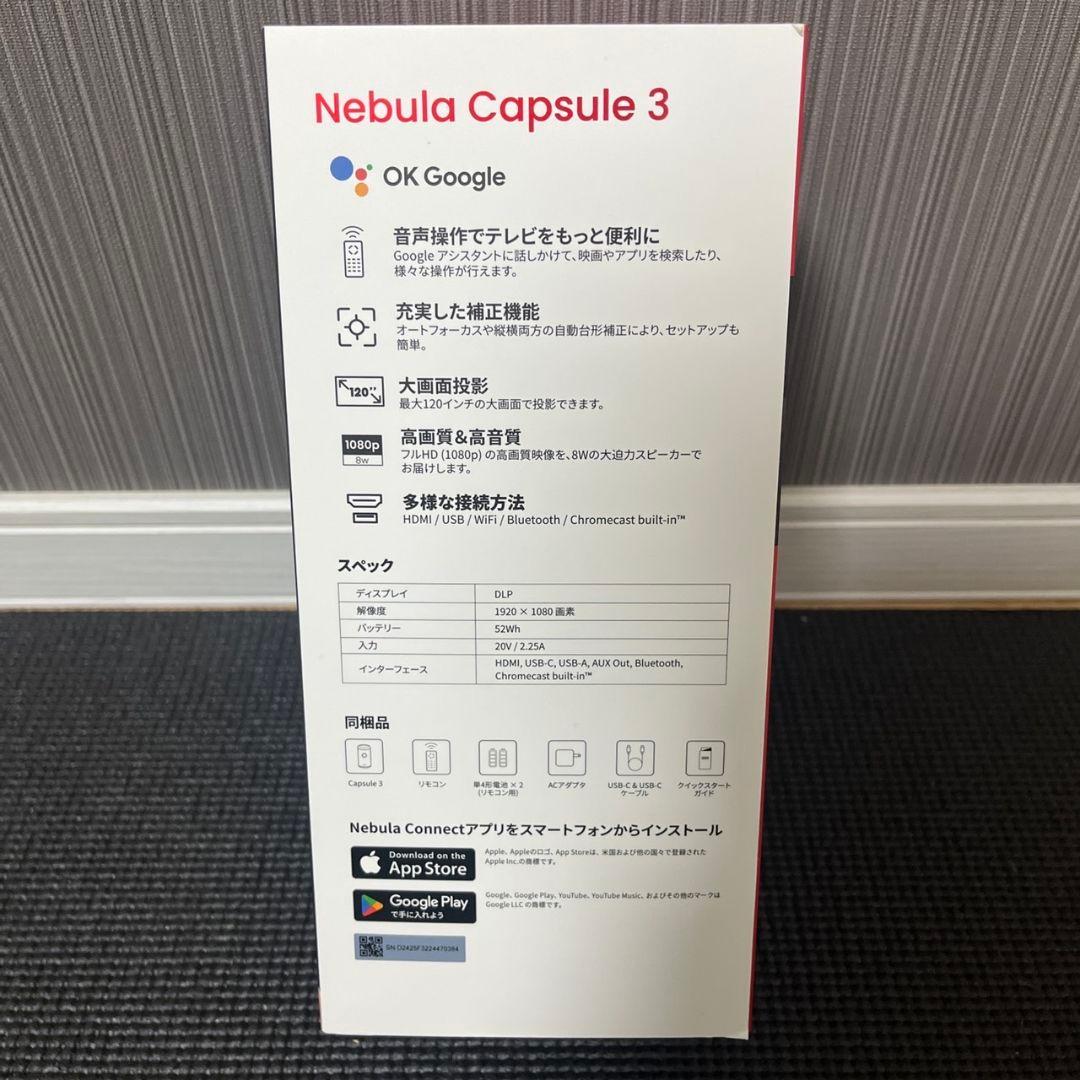 Nebula Capsule 3
OK Google
音声操作でテレビをもっと便利に
Google アシスタントに話しかけて、映画やアプリを検索したり、
様々な操作が行えます。
充実した補正機能
オートフォーカスや縦横両方の自動台形補正により、セットアップも
簡単。
120"
大画面投影
最大120インチの大画面で投影できます。
1080p
8w
高画質&高音質
フルHD (1080p) の高画質映像を、8Wの大迫力スピーカーで
お届けします。
多様な接続方法
HDMI / USB / WiFi / Bluetooth / Chromecast built-in™
スペック
ディスプレイ DLP
解像度 1920 × 1080 画素
バッテリー 52Wh
入力 20V / 2.25A
インターフェース HDMI, USB-C, USB-A, AUX Out, Bluetooth,
Chromecast built-in™
同梱品
Capsule 3
リモコン
単4形電池 × 2
(リモコン用)
ACアダプタ
USB-C & USB-C
ケーブル
クイックスタート
ガイド
Nebula Connectアプリをスマートフォンからインストール
Download on the
App Store
Apple、Appleのロゴ、App Storeは、米国および他の国々で登録された
Apple Inc.の商標です。
Google Play
で手に入れよう
Google、Google Play、YouTube、YouTube Music、およびその他のマークは
Google LLC の商標です。
SN D2425F3224470384